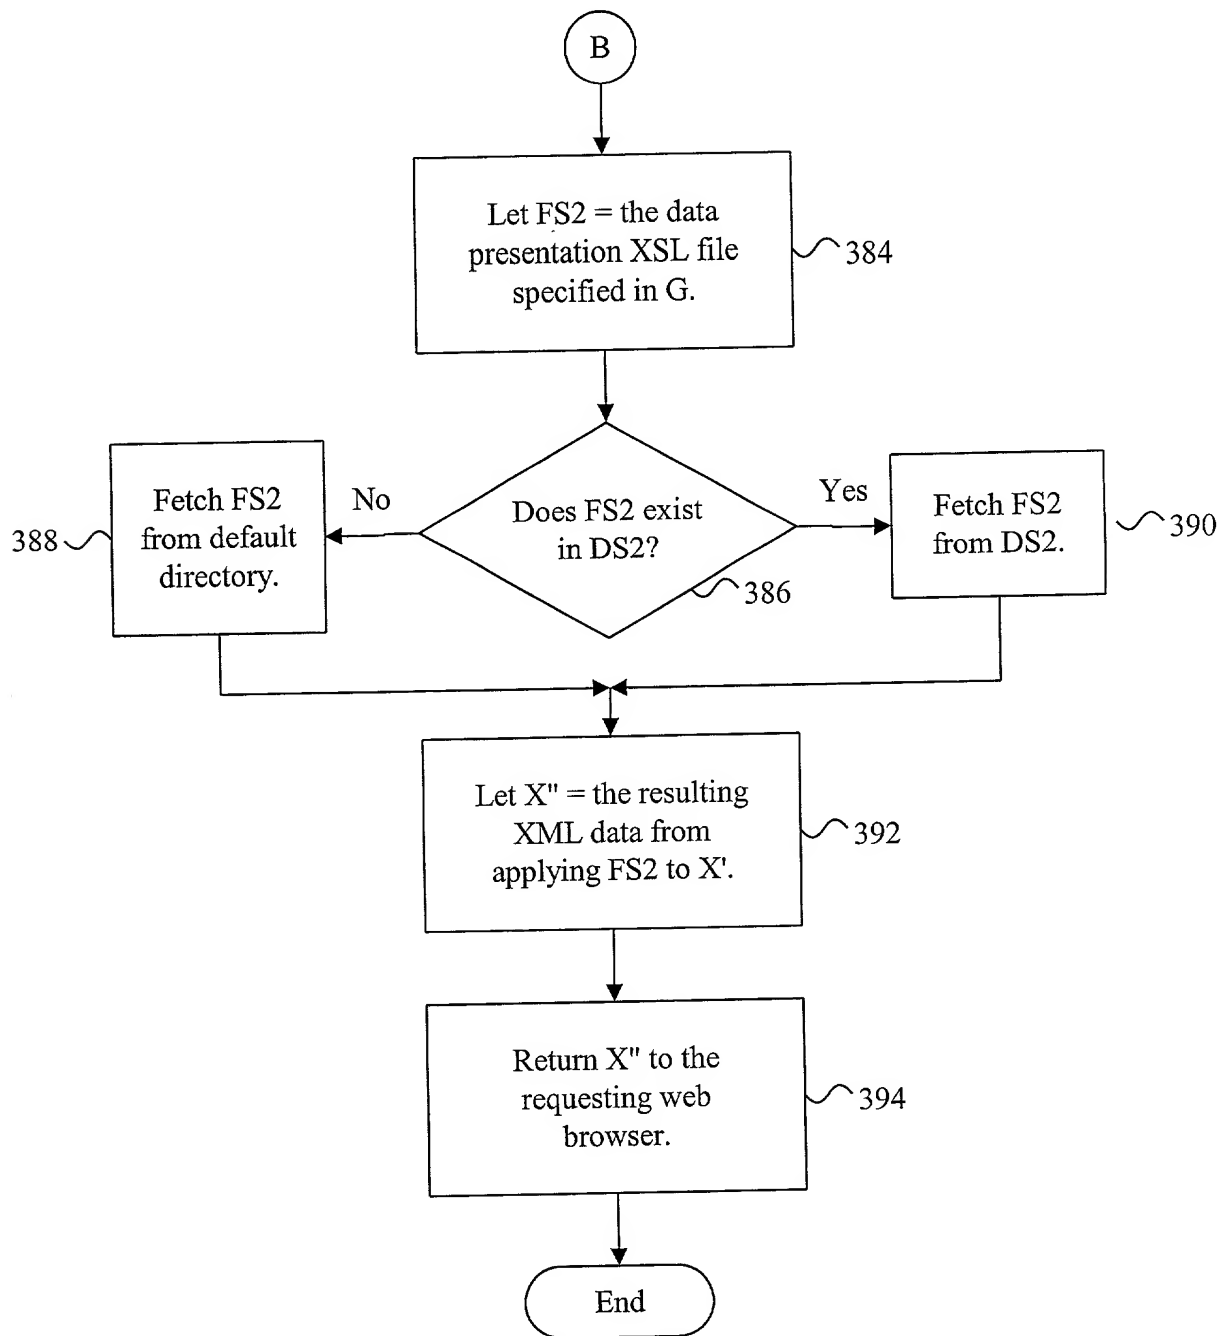 B
Let FS2 = the data
presentation XSL file
specified in G.
384
Fetch FS2
from default
directory.
388
No
Does FS2 exist
in DS2?
386
Yes
Fetch FS2
from DS2.
390
Let X" = the resulting
XML data from
applying FS2 to X'.
392
Return X" to the
requesting web
browser.
394
End